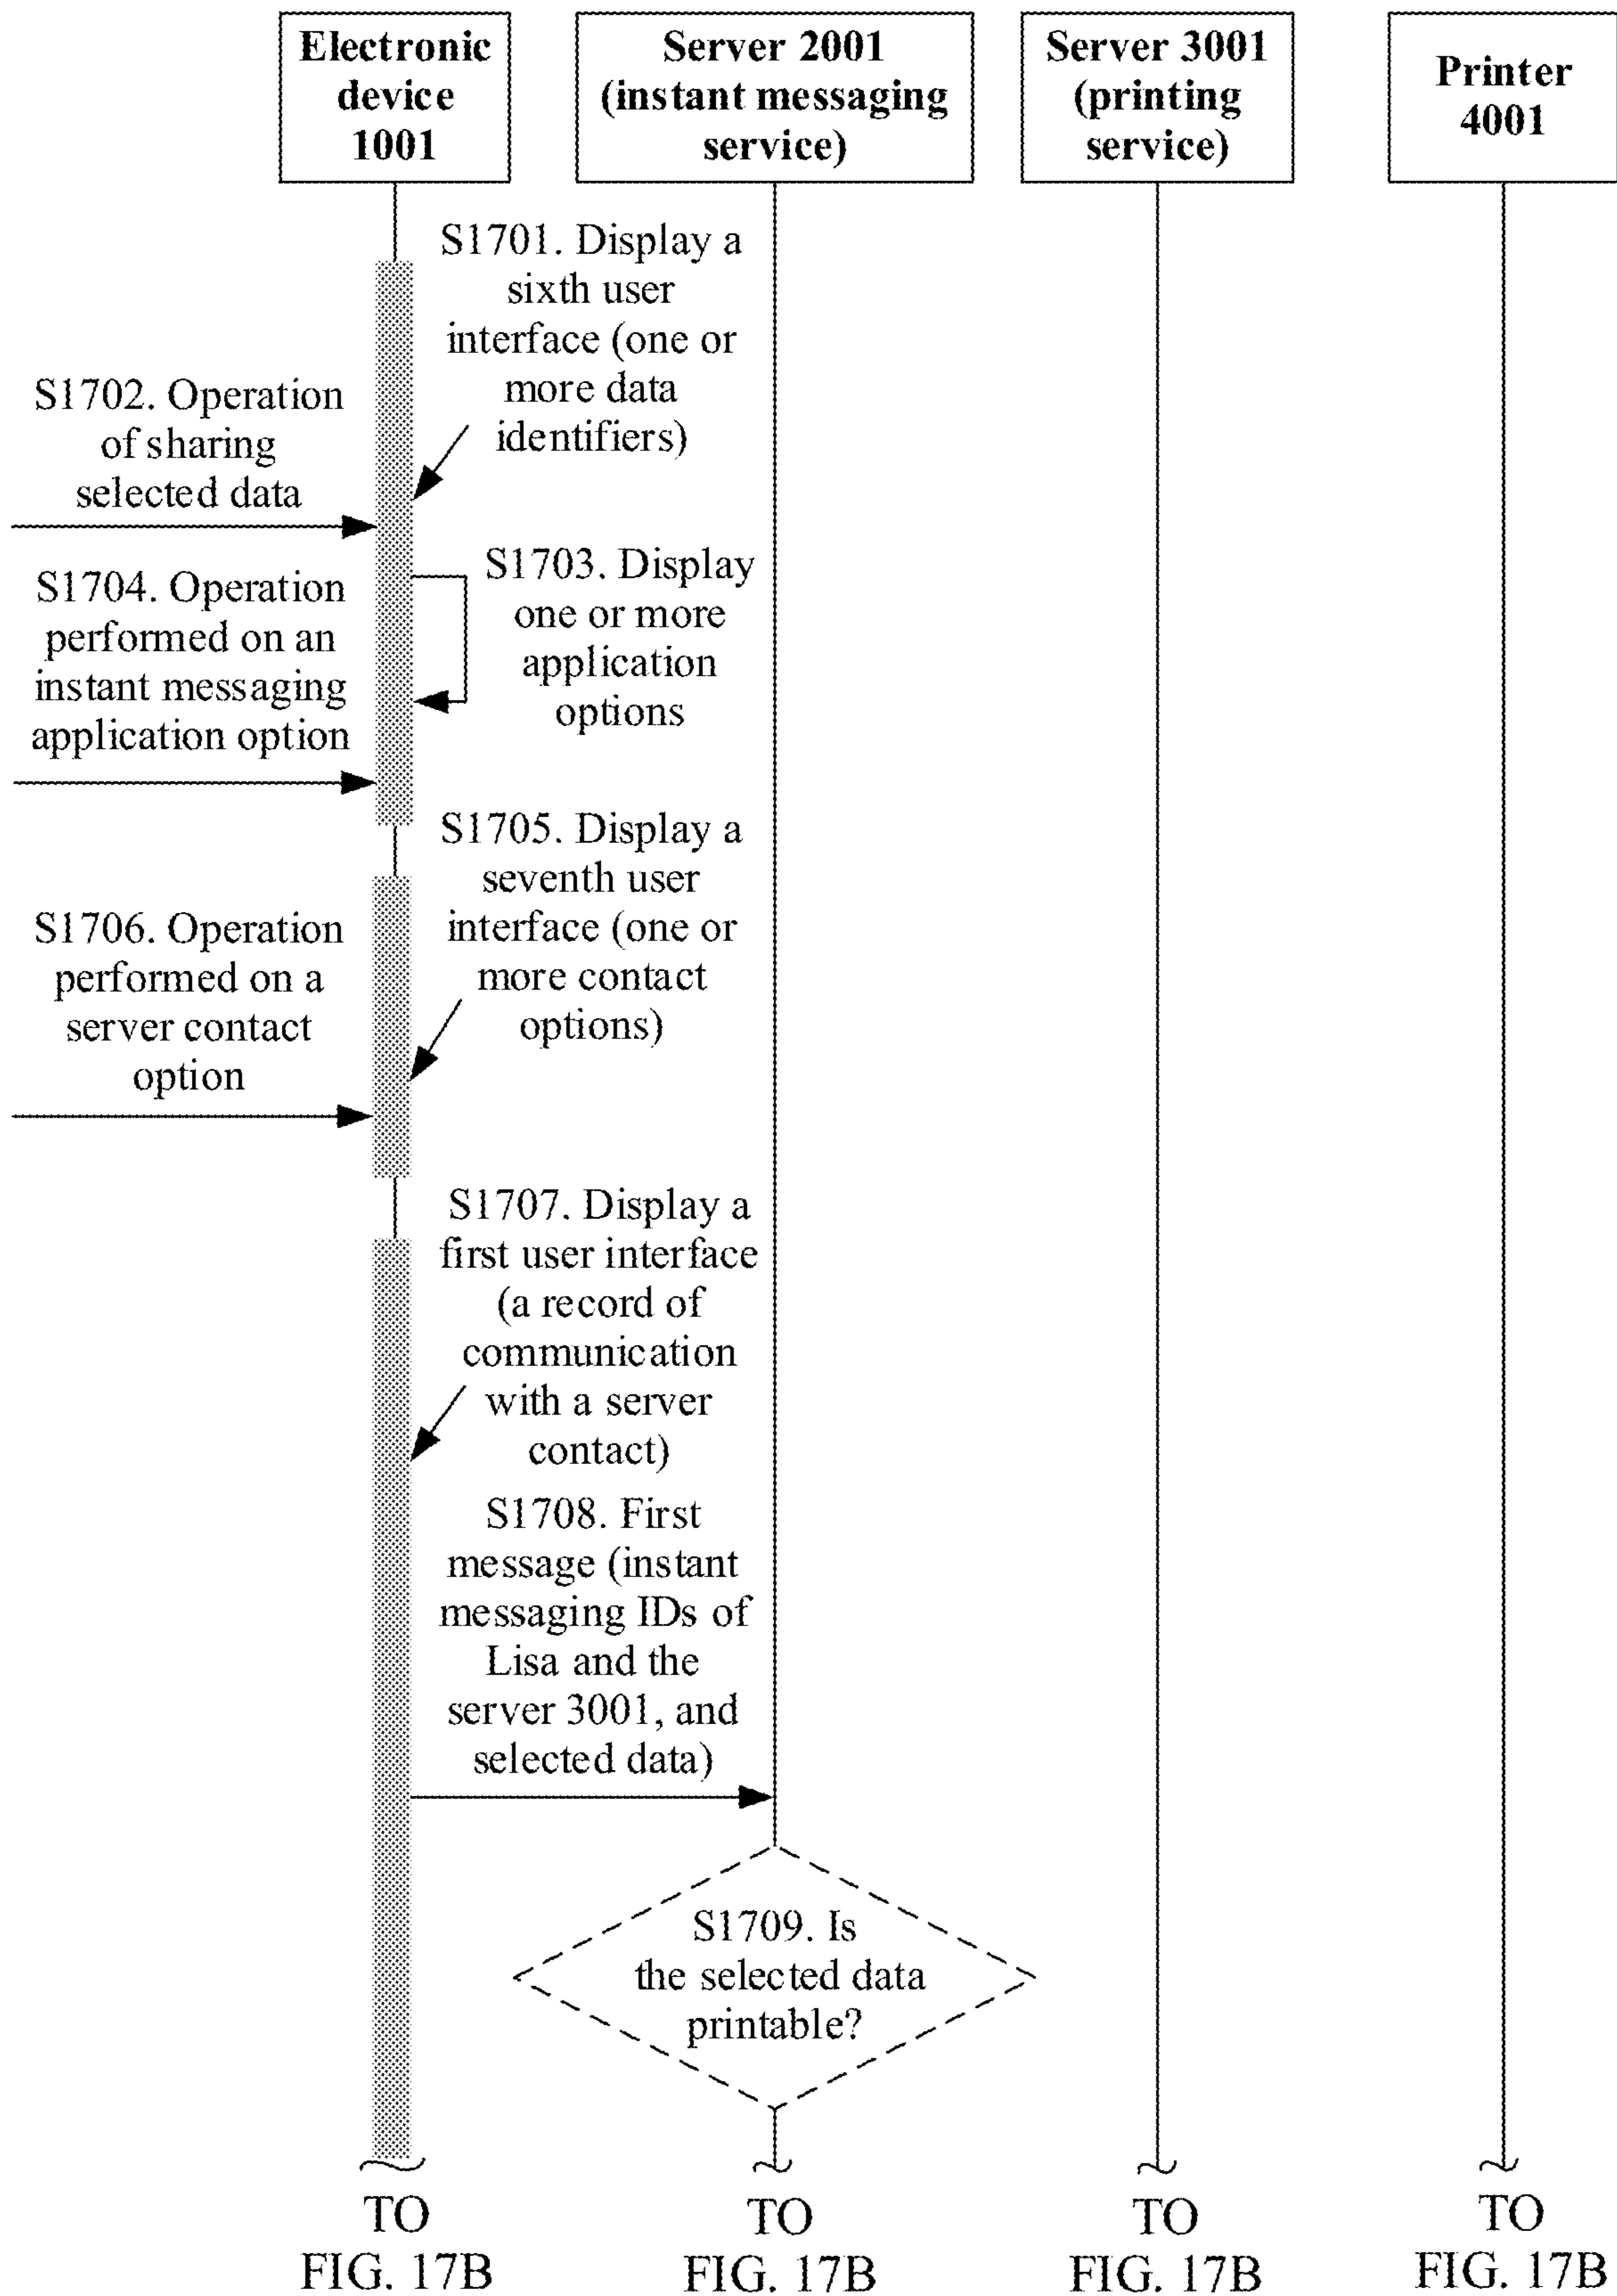 Electronic
device
1001
Server 2001
(instant messaging
service)
Server 3001
(printing
service)
Printer
4001
S1701. Display a
sixth user
interface (one or
more data
identifiers)
S1702. Operation
of sharing
selected data
S1703. Display
one or more
application
options
S1704. Operation
performed on an
instant messaging
application option
S1705. Display a
seventh user
interface (one or
more contact
options)
S1706. Operation
performed on a
server contact
option
S1707. Display a
first user interface
(a record of
communication
with a server
contact)
S1708. First
message (instant
messaging IDs of
Lisa and the
server 3001, and
selected data)
S1709. Is
the selected data
printable?
TO
FIG. 17B
TO
FIG. 17B
TO
FIG. 17B
TO
FIG. 17B